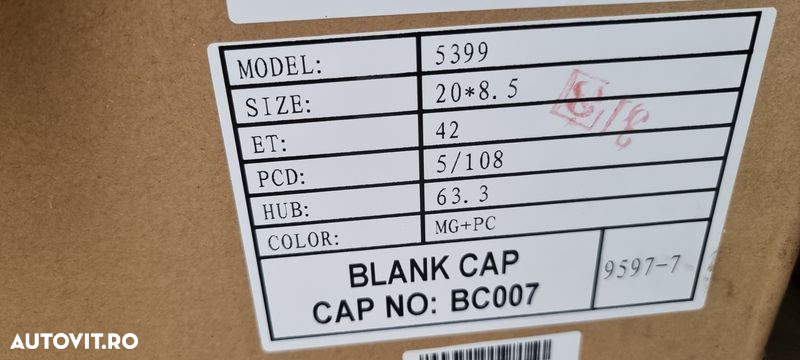 MODEL: 5399
SIZE: 20*8.5
ET: 42
PCD: 5/108
HUB: 63.3
COLOR: MG+PC
BLANK CAP
CAP NO: BC007
9597-7
AUTOVIT.RO